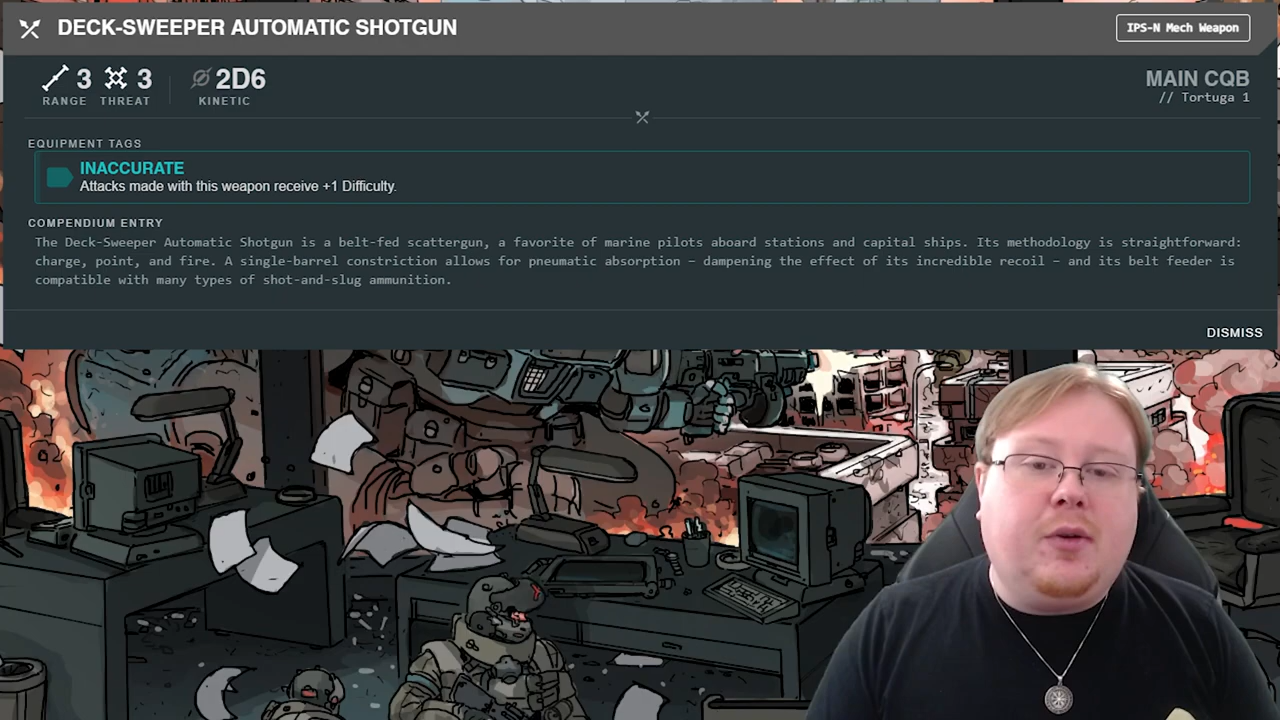 DECK-SWEEPER AUTOMATIC SHOTGUN
IPS-N Mech Weapon
3 3 2D6
RANGE THREAT KINETIC
MAIN CQB
// Tortuga 1
EQUIPMENT TAGS
INACCURATE
Attacks made with this weapon receive +1 Difficulty.
COMPENDIUM ENTRY
The Deck-Sweeper Automatic Shotgun is a belt-fed scattergun, a favorite of marine pilots aboard stations and capital ships. Its methodology is straightforward:
charge, point, and fire. A single-barrel constriction allows for pneumatic absorption – dampening the effect of its incredible recoil – and its belt feeder is
compatible with many types of shot-and-slug ammunition.
DISMISS